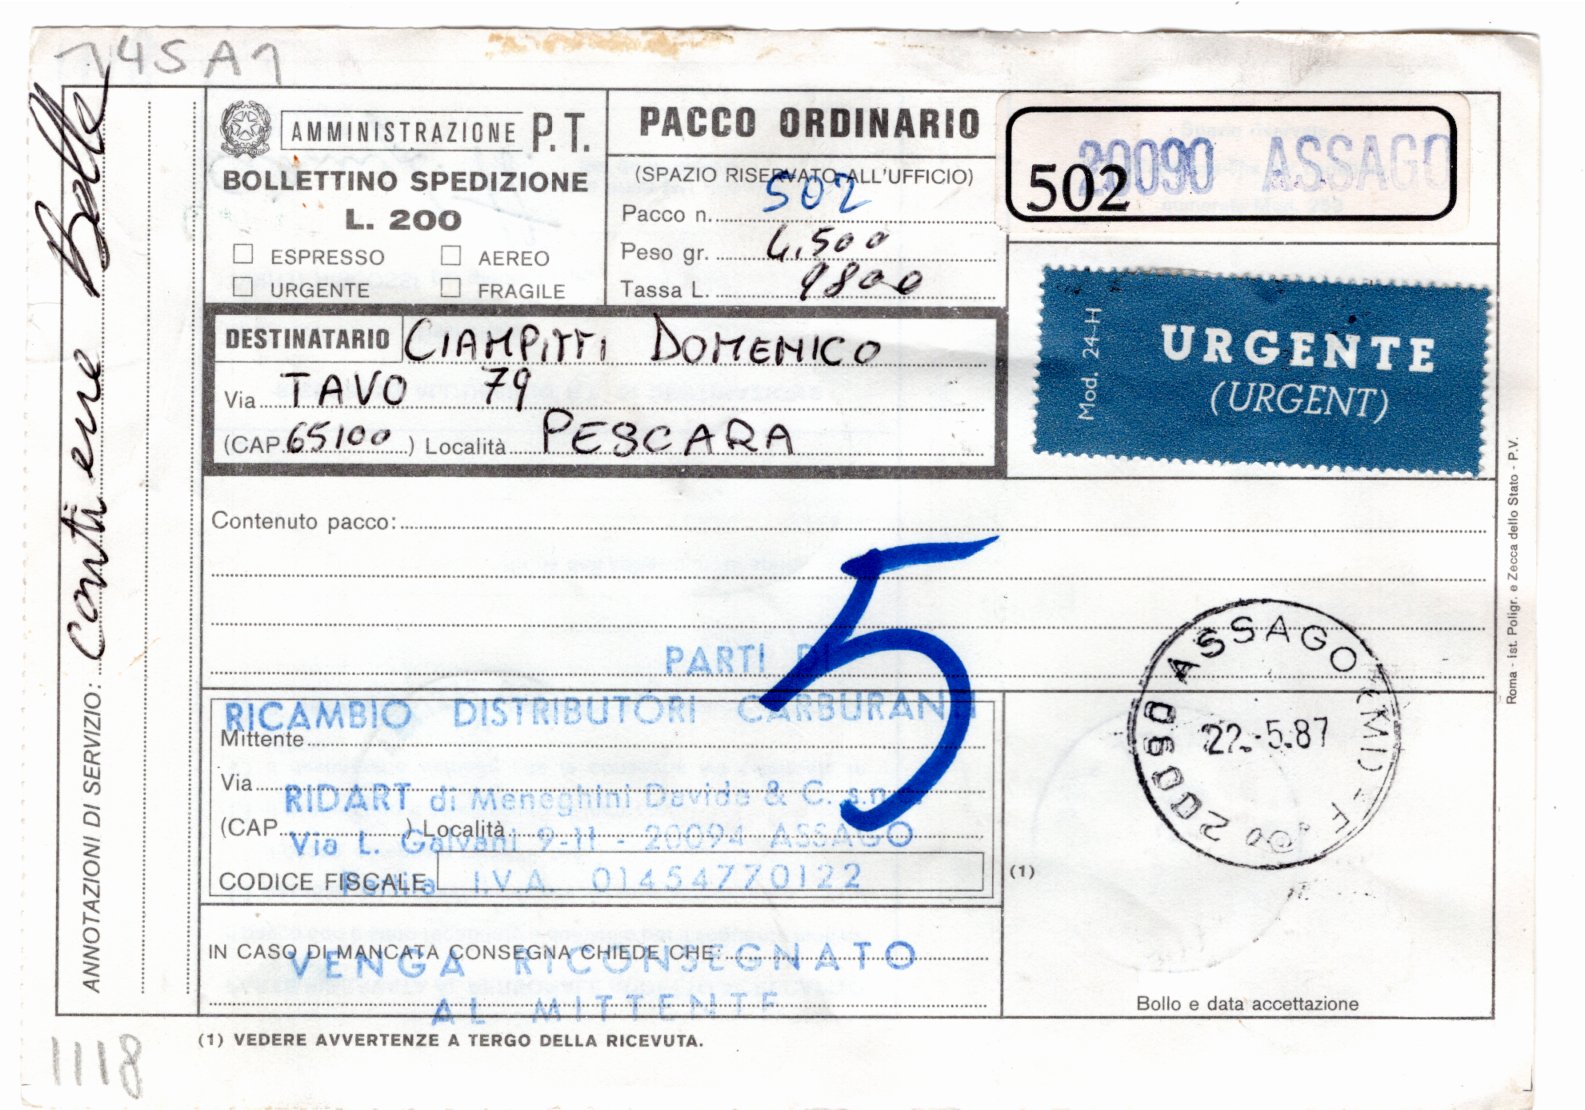 145A1
AMMINISTRAZIONE P.T.
BOLLETTINO SPEDIZIONE
L. 200
ESPRESSO AEREO
URGENTE FRAGILE
PACCO ORDINARIO
(SPAZIO RISERVATO ALL'UFFICIO)
Pacco n. 502
Peso gr. 4.500
Tassa L. 9800
502 20090 ASSAGO
Mod. 24-H
URGENTE
(URGENT)
DESTINATARIO CIAMPITTI DOMENICO
Via TAVO 79
(CAP 65100) Località PESCARA
Contenuto pacco:
5
PARTI DI
RICAMBIO DISTRIBUTORI CARBURANTI
Mittente
Via
RIDART di Meneghini Davide & C. s.n.c.
(CAP ) Località
Via L. Galvani 9-11 - 20094 ASSAGO
CODICE FISCALE
Partita I.V.A. 01454770122
IN CASO DI MANCATA CONSEGNA CHIEDE CHE:
VENGA RICONSEGNATO
AL MITTENTE
20090 ASSAGO (MI)
22.-5.87
(1)
Bollo e data accettazione
(1) VEDERE AVVERTENZE A TERGO DELLA RICEVUTA.
ANNOTAZIONI DI SERVIZIO: Contiene
Roma - Ist. Poligr. e Zecca dello Stato - P.V.
1118